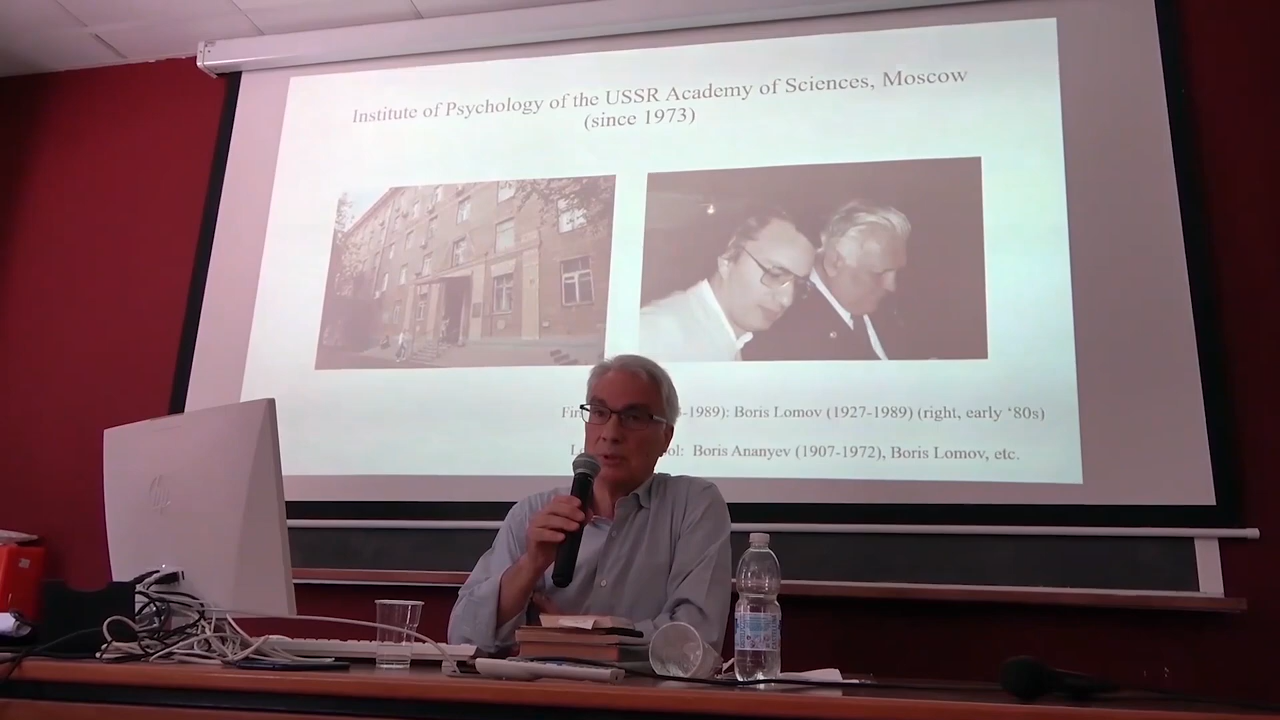 Institute of Psychology of the USSR Academy of Sciences, Moscow
(since 1973)
-1989): Boris Lomov (1927-1989) (right, early ‘80s)
Boris Ananyev (1907-1972), Boris Lomov, etc.
hp